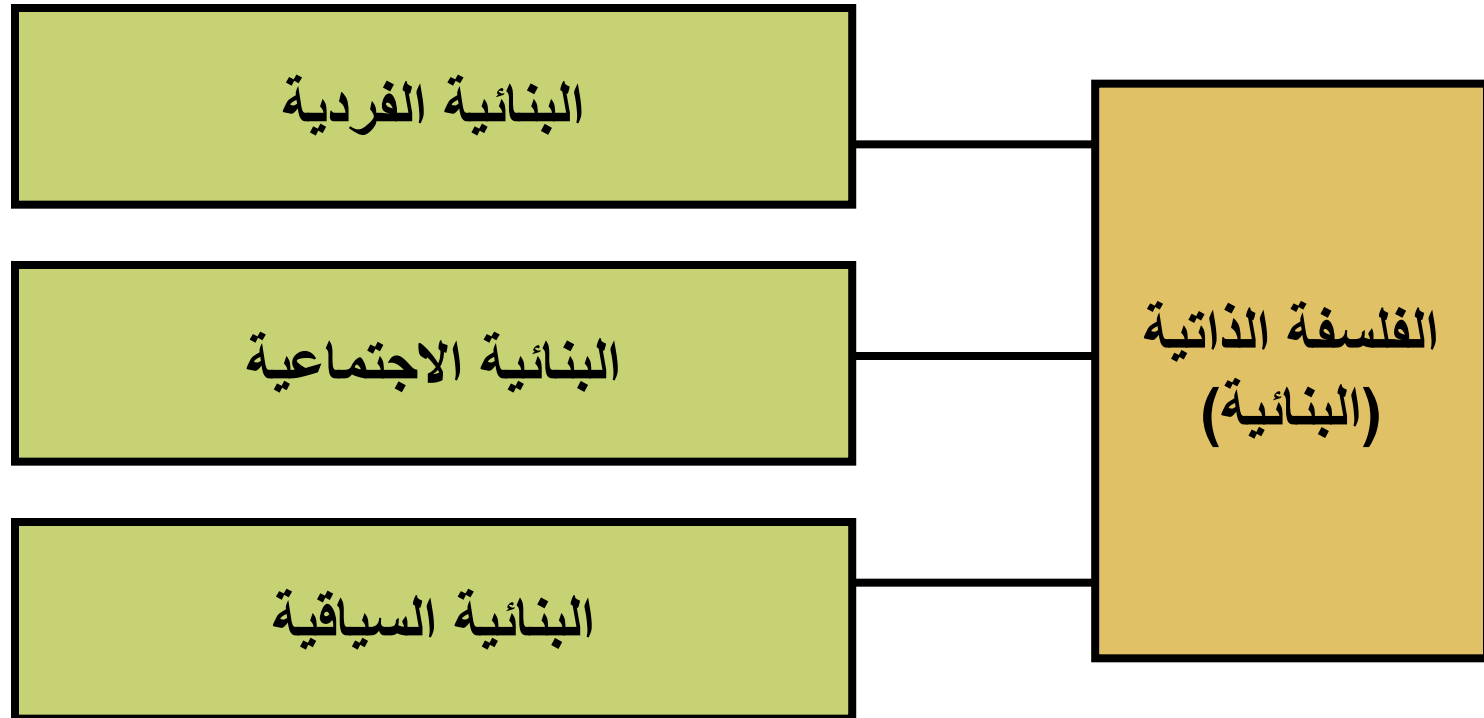 الفلسفة الذاتية
(البنائية)
البنائية الفردية
البنائية الاجتماعية
البنائية السياقية